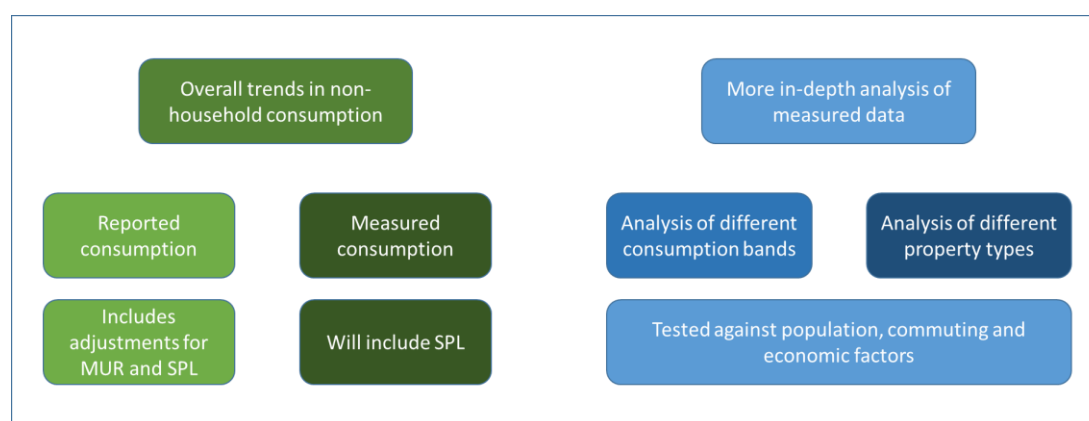 Overall trends in non-
household consumption
More in-depth analysis of
measured data
Reported
consumption
Measured
consumption
Analysis of different
consumption bands
Analysis of different
property types
Includes
adjustments for
MUR and SPL
Will include SPL
Tested against population, commuting and
economic factors